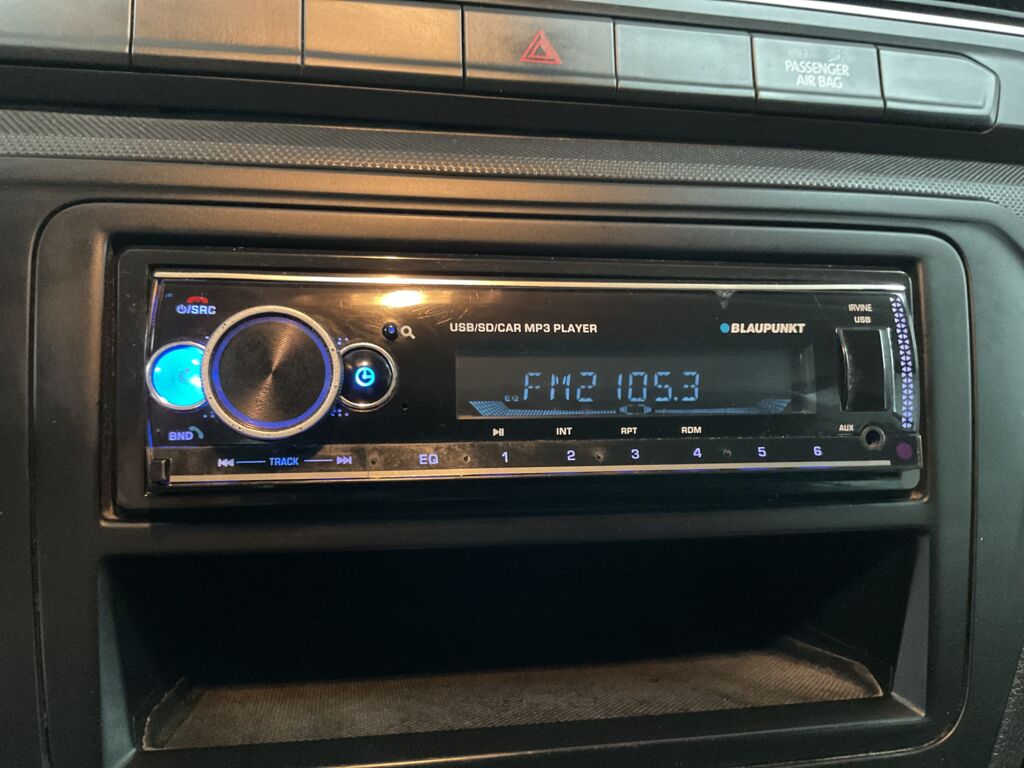 PASSENGER
AIR BAG
⏻/SRC
USB/SD/CAR MP3 PLAYER
BLAUPUNKT
IRVINE
USB
EQ
FM2 105.3
BND
INT
RPT
RDM
AUX
TRACK
EQ
1
2
3
4
5
6